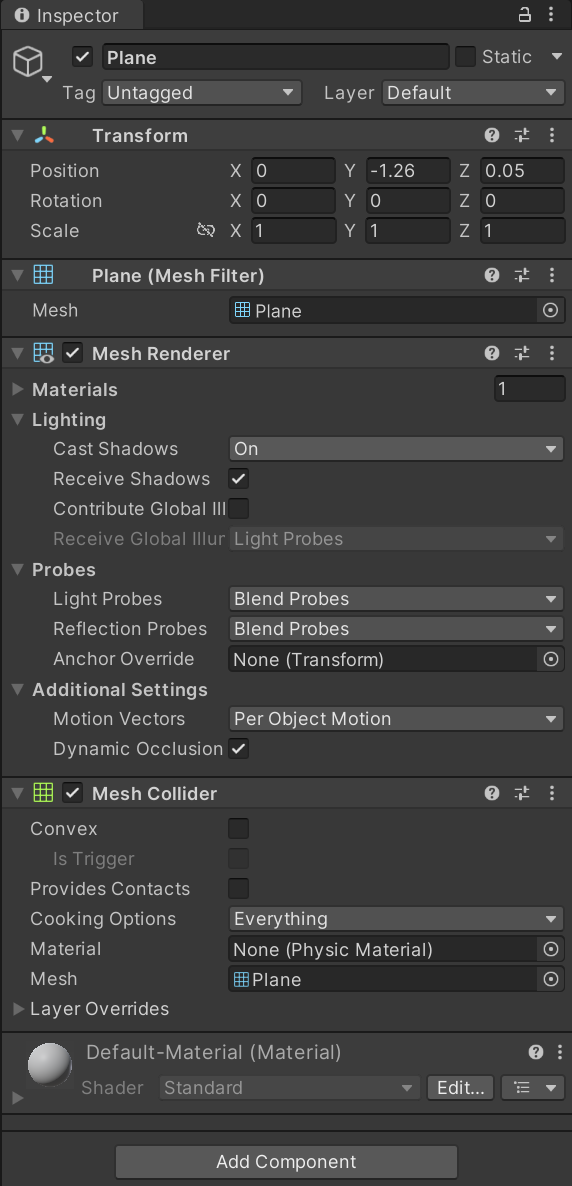 Inspector
Plane Static
Tag Untagged Layer Default
Transform
Position X 0 Y -1.26 Z 0.05
Rotation X 0 Y 0 Z 0
Scale X 1 Y 1 Z 1
Plane (Mesh Filter)
Mesh Plane
Mesh Renderer
Materials 1
Lighting
Cast Shadows On
Receive Shadows
Contribute Global Ill
Receive Global Illur Light Probes
Probes
Light Probes Blend Probes
Reflection Probes Blend Probes
Anchor Override None (Transform)
Additional Settings
Motion Vectors Per Object Motion
Dynamic Occlusion
Mesh Collider
Convex
Is Trigger
Provides Contacts
Cooking Options Everything
Material None (Physic Material)
Mesh Plane
Layer Overrides
Default-Material (Material)
Shader Standard Edit...
Add Component